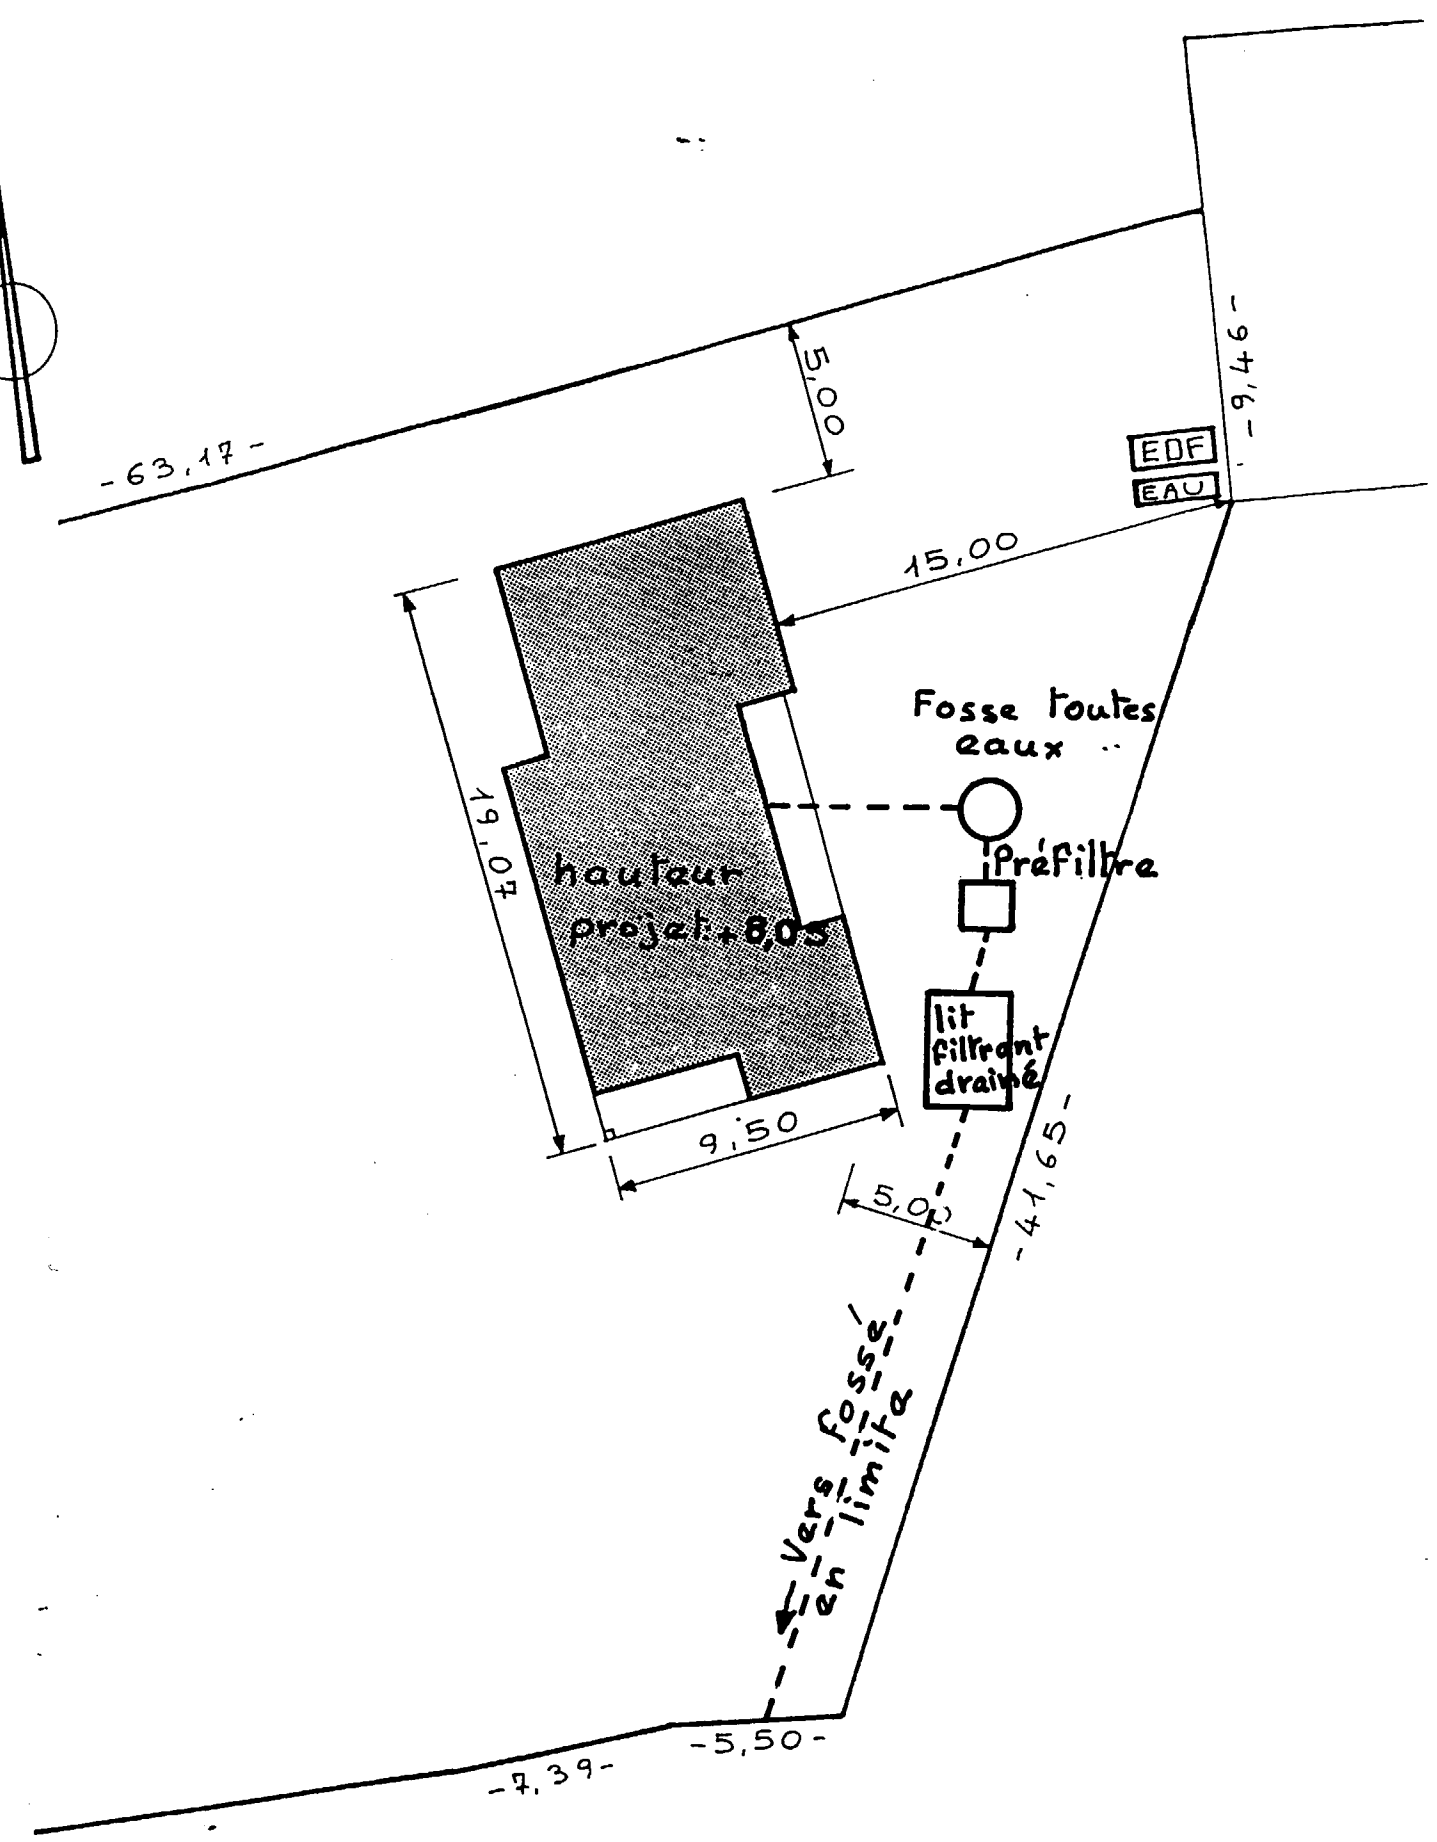 -9,46-
5,00
-63,17-
EDF
EAU
15,00
Fosse toutes
eaux
19,07
Préfiltre
hauteur
projet:+8,05
lit
filtrant
drainé
9,50
-41,65-
5,00
Vers fossé
en limite
-5,50-
-7,39-